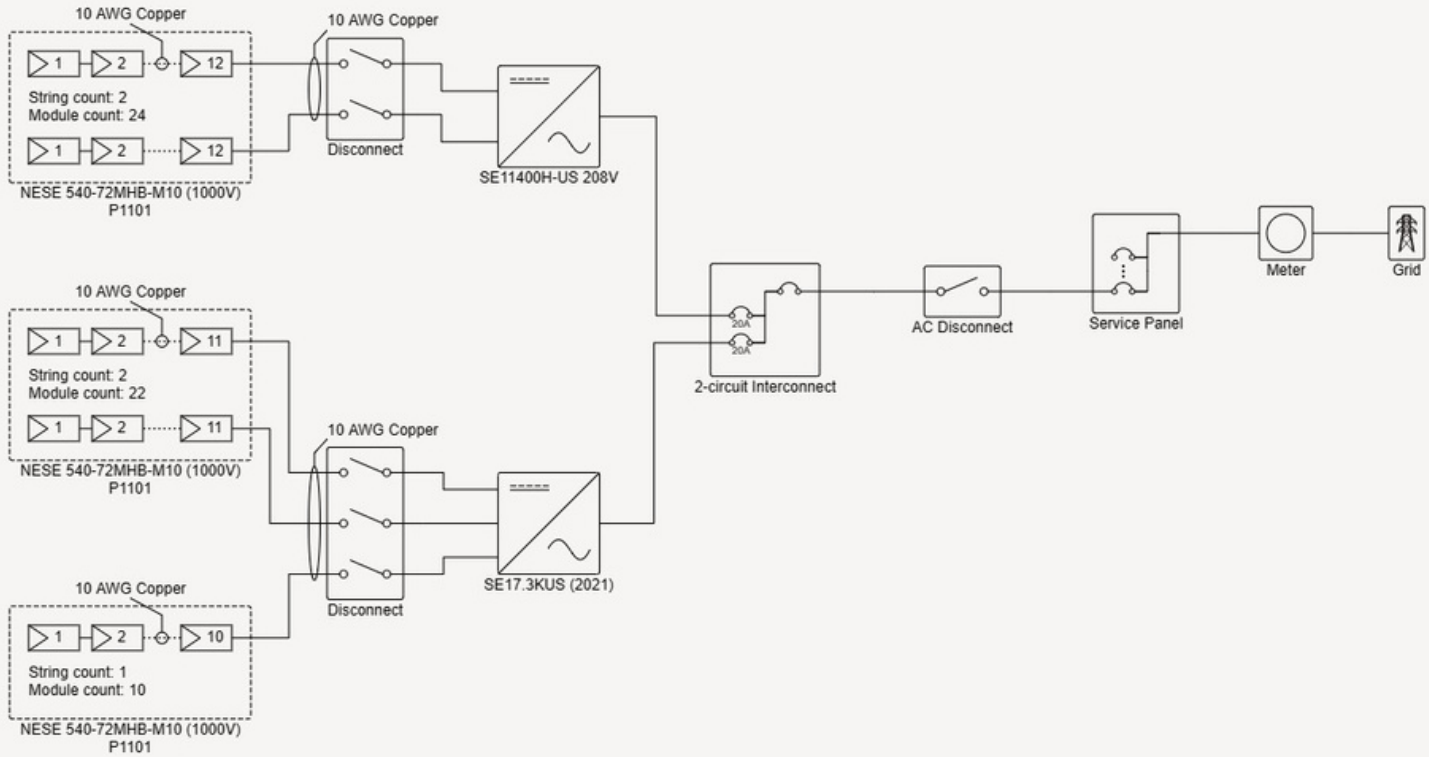 10 AWG Copper
1
2
12
String count: 2
Module count: 24
1
2
12
NESE 540-72MHB-M10 (1000V)
P1101
10 AWG Copper
Disconnect
SE11400H-US 208V
10 AWG Copper
1
2
11
String count: 2
Module count: 22
1
2
11
NESE 540-72MHB-M10 (1000V)
P1101
10 AWG Copper
1
2
10
String count: 1
Module count: 10
NESE 540-72MHB-M10 (1000V)
P1101
10 AWG Copper
Disconnect
SE17.3KUS (2021)
20A
20A
2-circuit Interconnect
AC Disconnect
Service Panel
Meter
Grid